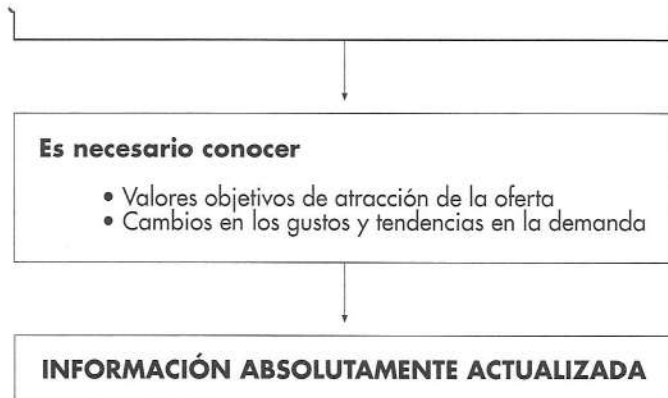 Es necesario conocer
• Valores objetivos de atracción de la oferta
• Cambios en los gustos y tendencias en la demanda
INFORMACIÓN ABSOLUTAMENTE ACTUALIZADA